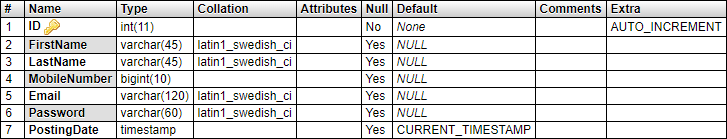 # Name Type Collation Attributes Null Default Comments Extra
1 ID int(11) No None AUTO_INCREMENT
2 FirstName varchar(45) latin1_swedish_ci Yes NULL
3 LastName varchar(45) latin1_swedish_ci Yes NULL
4 MobileNumber bigint(10) Yes NULL
5 Email varchar(120) latin1_swedish_ci Yes NULL
6 Password varchar(60) latin1_swedish_ci Yes NULL
7 PostingDate timestamp Yes CURRENT_TIMESTAMP